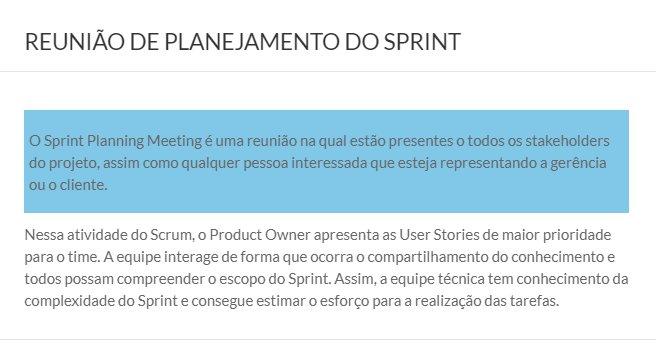 REUNIÃO DE PLANEJAMENTO DO SPRINT
O Sprint Planning Meeting é uma reunião na qual estão presentes o todos os stakeholders
do projeto, assim como qualquer pessoa interessada que esteja representando a gerência
ou o cliente.
Nessa atividade do Scrum, o Product Owner apresenta as User Stories de maior prioridade
para o time. A equipe interage de forma que ocorra o compartilhamento do conhecimento e
todos possam compreender o escopo do Sprint. Assim, a equipe técnica tem conhecimento da
complexidade do Sprint e consegue estimar o esforço para a realização das tarefas.